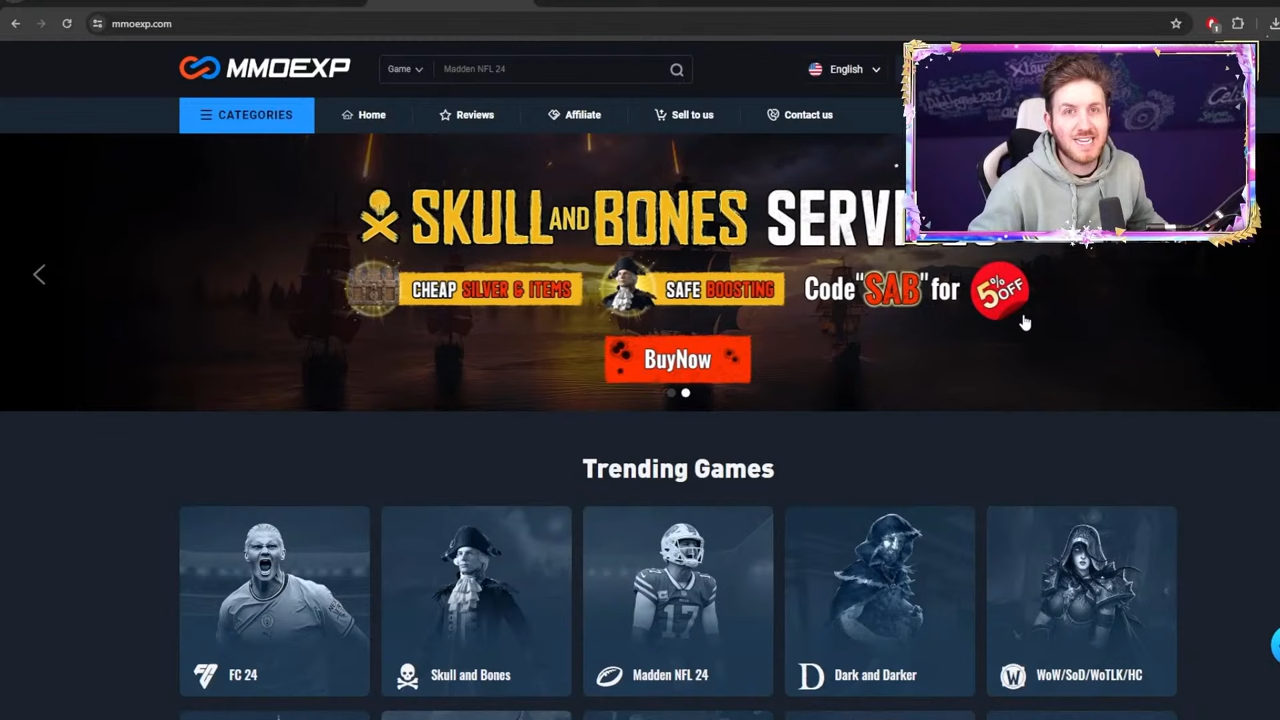 mmoexp.com
MMOEXP
Game
Madden NFL 24
English
CATEGORIES
Home
Reviews
Affiliate
Sell to us
Contact us
SKULL AND BONES SERV
CHEAP SILVER & ITEMS
SAFE BOOSTING
Code "SAB" for
5% OFF
BuyNow
Trending Games
FC 24
Skull and Bones
Madden NFL 24
Dark and Darker
WoW/SoD/WoTLK/HC
17